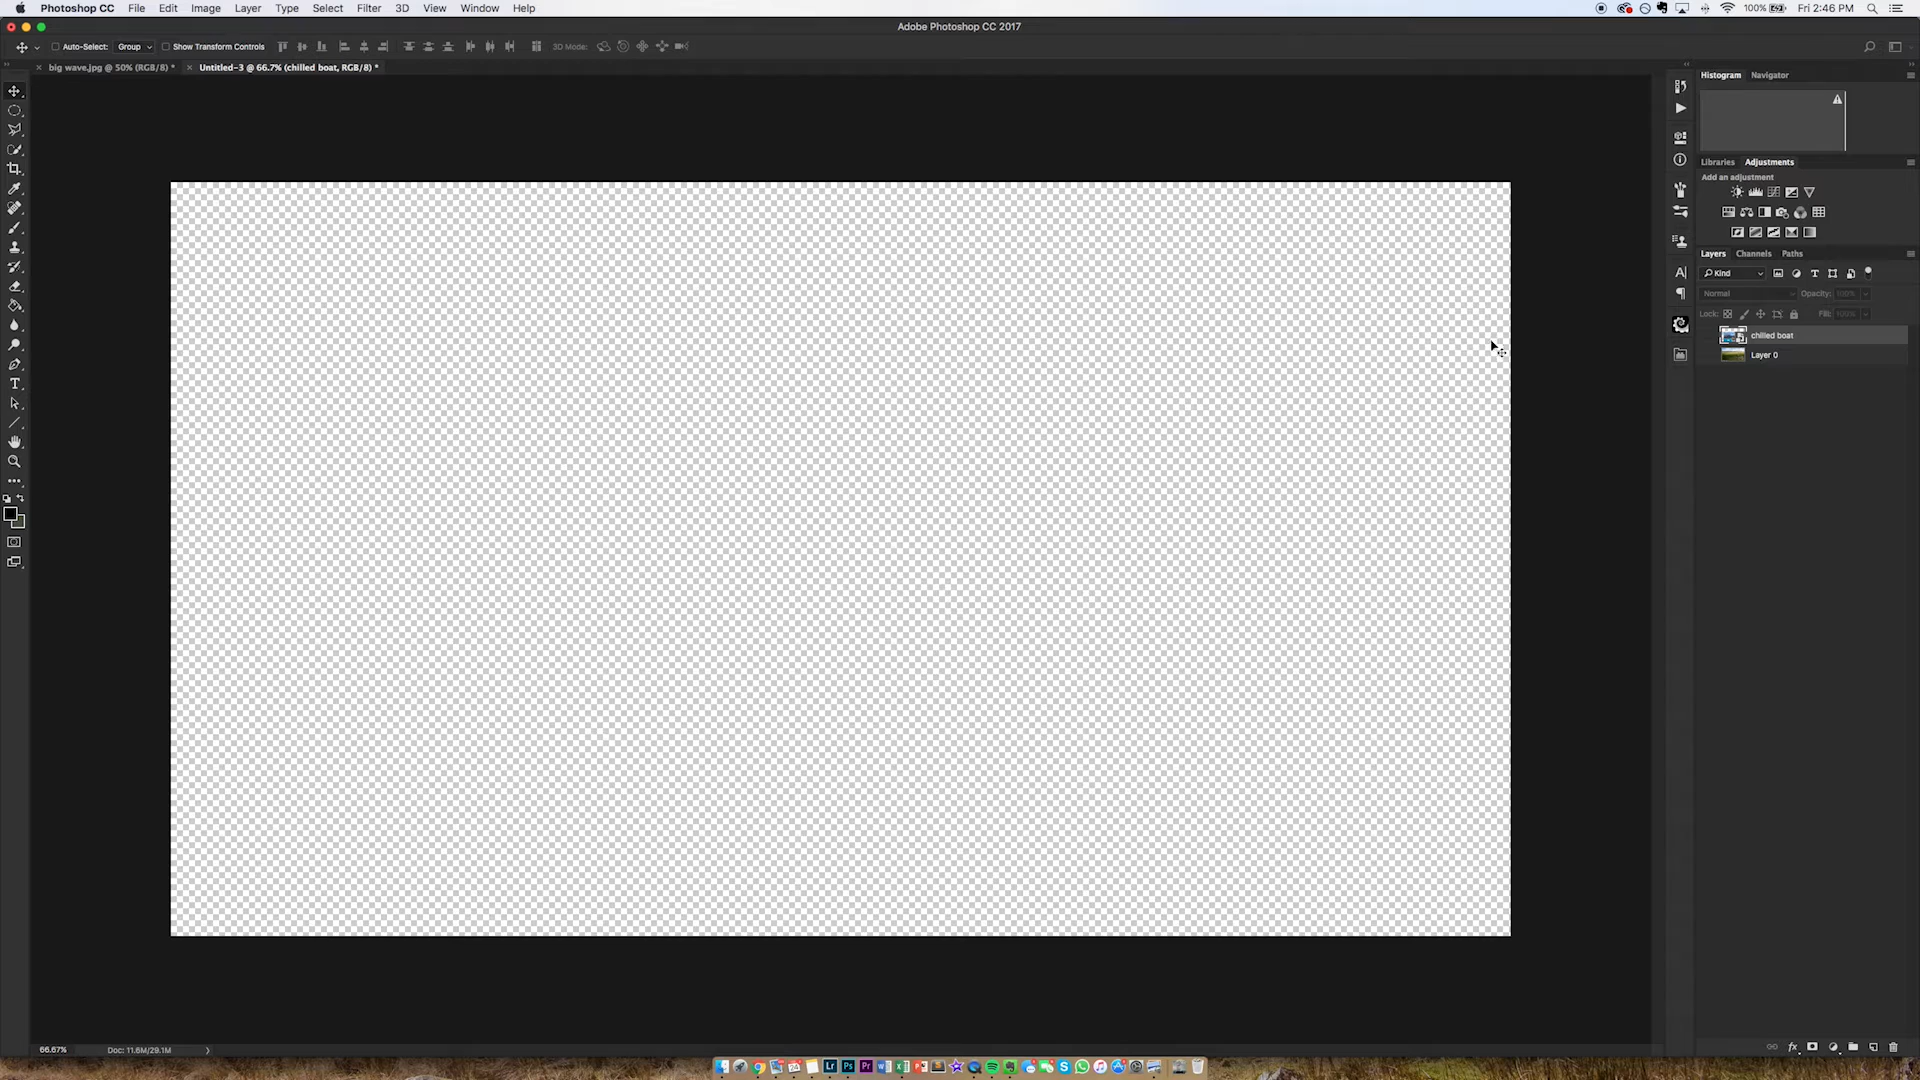 Photoshop CC File Edit Image Layer Type Select Filter 3D View Window Help 100% Fri 2:46 PM
Adobe Photoshop CC 2017
Auto-Select: Group Show Transform Controls 3D Mode:
big wave.jpg @ 50% (RGB/8) * Untitled-3 @ 66.7% (chilled boat, RGB/8) *
Histogram Navigator
Libraries Adjustments
Add an adjustment
Layers Channels Paths
Kind
Normal Opacity: 100%
Lock: Fill: 100%
chilled boat
Layer 0
66.67% Doc: 11.6M/29.1M